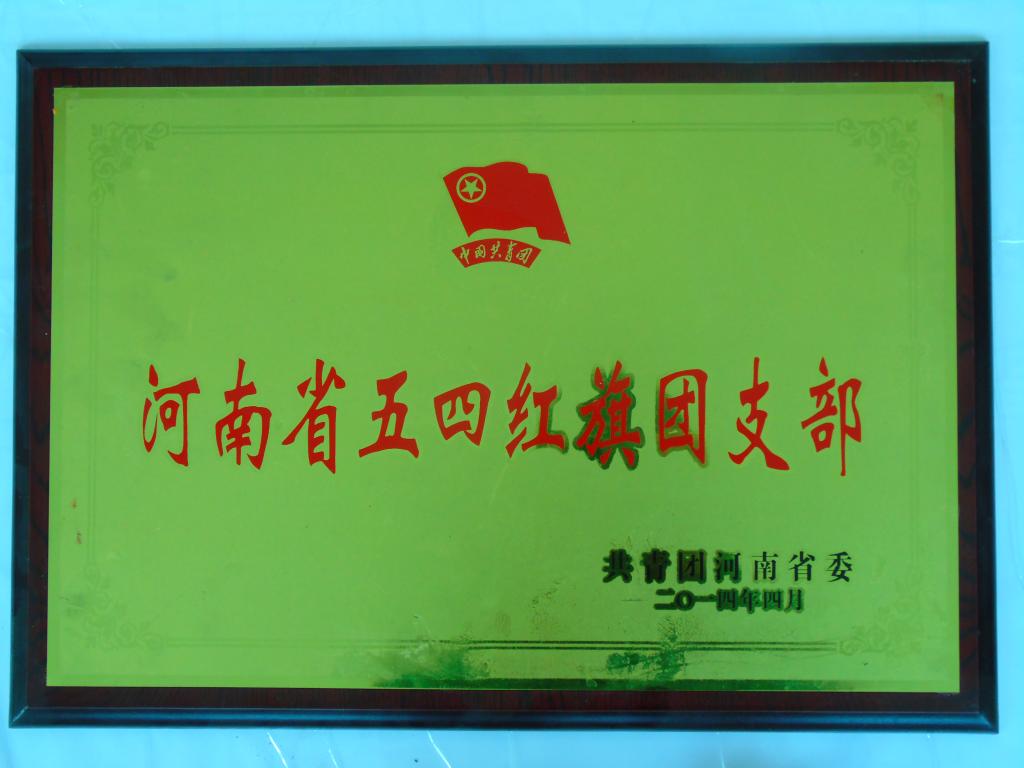 中国共青团
河南省五四红旗团支部
共青团河南省委
二〇一四年四月